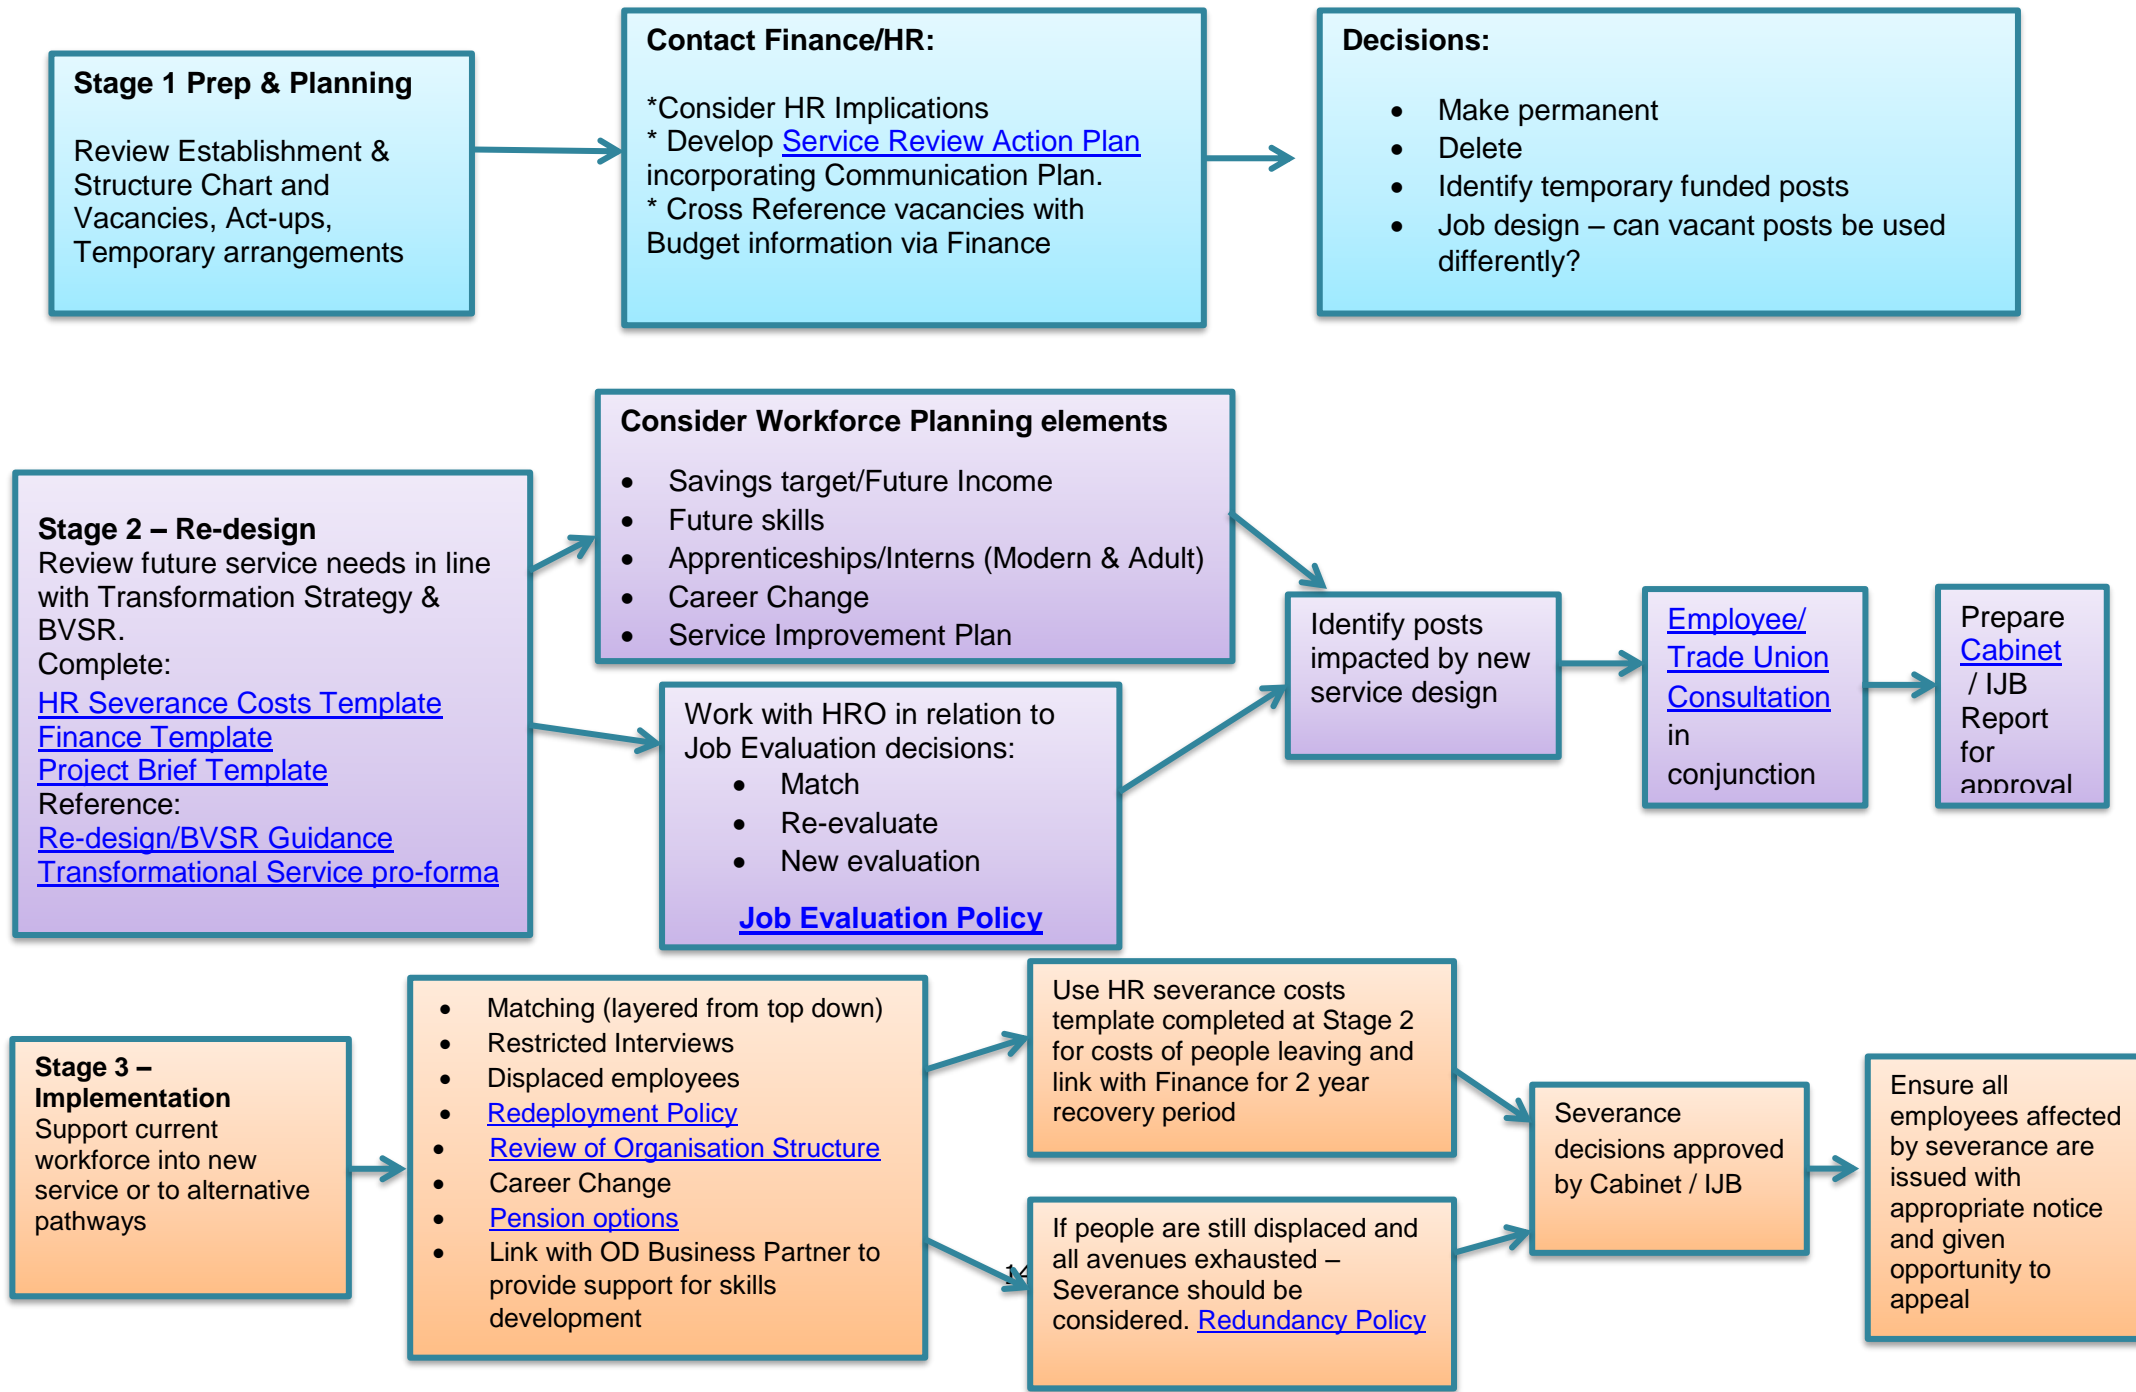 Stage 1 Prep & Planning
Review Establishment &
Structure Chart and
Vacancies, Act-ups,
Temporary arrangements
Contact Finance/HR:
*Consider HR Implications
* Develop Service Review Action Plan
incorporating Communication Plan.
* Cross Reference vacancies with
Budget information via Finance
Decisions:
• Make permanent
• Delete
• Identify temporary funded posts
• Job design – can vacant posts be used
differently?
Stage 2 – Re-design
Review future service needs in line
with Transformation Strategy &
BVSR.
Complete:
HR Severance Costs Template
Finance Template
Project Brief Template
Reference:
Re-design/BVSR Guidance
Transformational Service pro-forma
Consider Workforce Planning elements
• Savings target/Future Income
• Future skills
• Apprenticeships/Interns (Modern & Adult)
• Career Change
• Service Improvement Plan
Work with HRO in relation to
Job Evaluation decisions:
• Match
• Re-evaluate
• New evaluation
Job Evaluation Policy
Identify posts
impacted by new
service design
Employee/
Trade Union
Consultation
in
conjunction
Prepare
Cabinet
/ IJB
Report
for
approval
Stage 3 –
Implementation
Support current
workforce into new
service or to alternative
pathways
• Matching (layered from top down)
• Restricted Interviews
• Displaced employees
• Redeployment Policy
• Review of Organisation Structure
• Career Change
• Pension options
• Link with OD Business Partner to
provide support for skills
development
Use HR severance costs
template completed at Stage 2
for costs of people leaving and
link with Finance for 2 year
recovery period
14
If people are still displaced and
all avenues exhausted –
Severance should be
considered. Redundancy Policy
Severance
decisions approved
by Cabinet / IJB
Ensure all
employees affected
by severance are
issued with
appropriate notice
and given
opportunity to
appeal